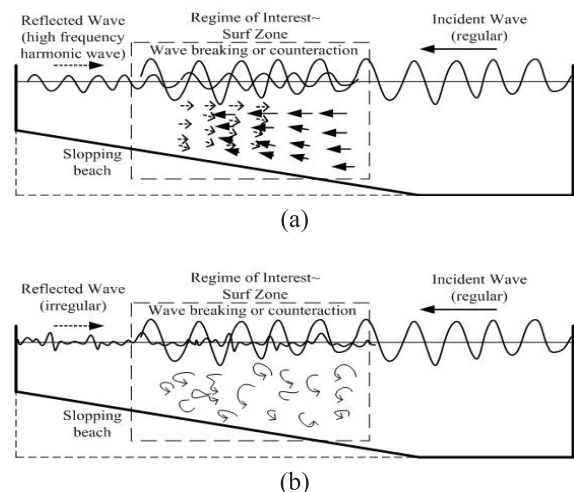 Reflected Wave
(high frequency
harmonic wave)
Regime of Interest~
Surf Zone
Wave breaking or counteraction
Incident Wave
(regular)
Slopping
beach
(a)
Reflected Wave
(irregular)
Regime of Interest~
Surf Zone
Wave breaking or counteraction
Incident Wave
(regular)
Slopping
beach
(b)